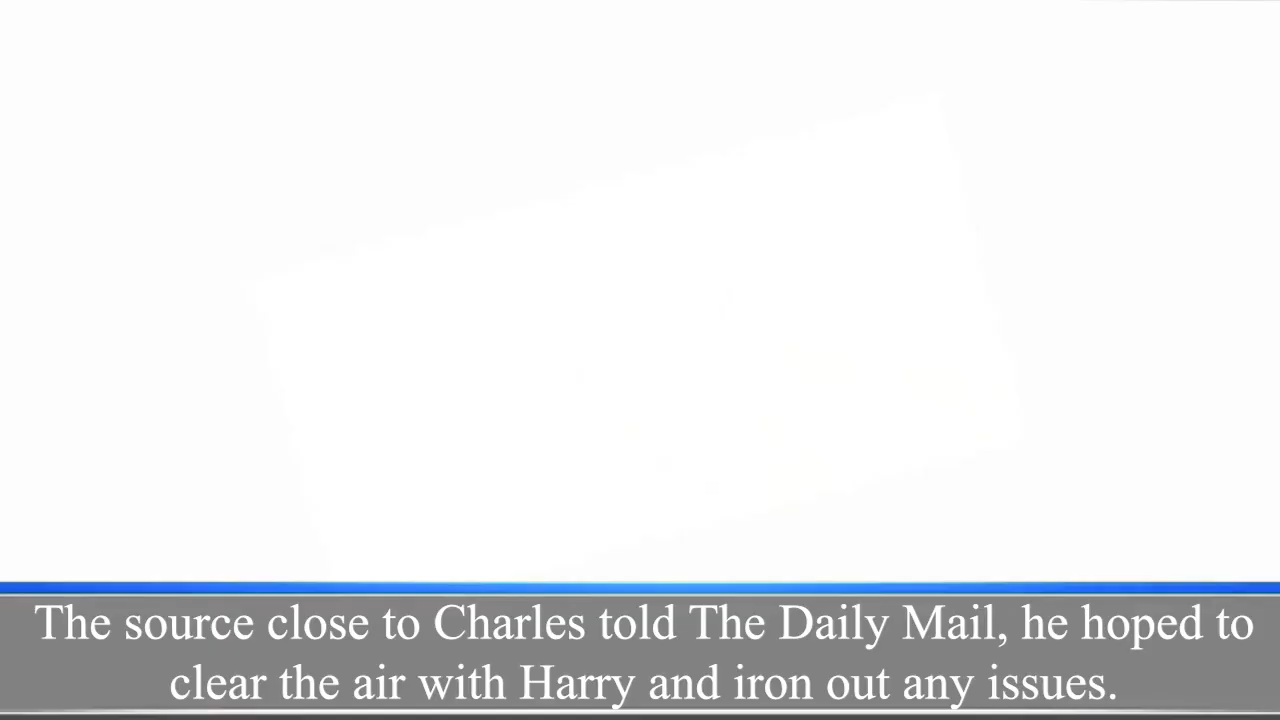 The source close to Charles told The Daily Mail, he hoped to
clear the air with Harry and iron out any issues.